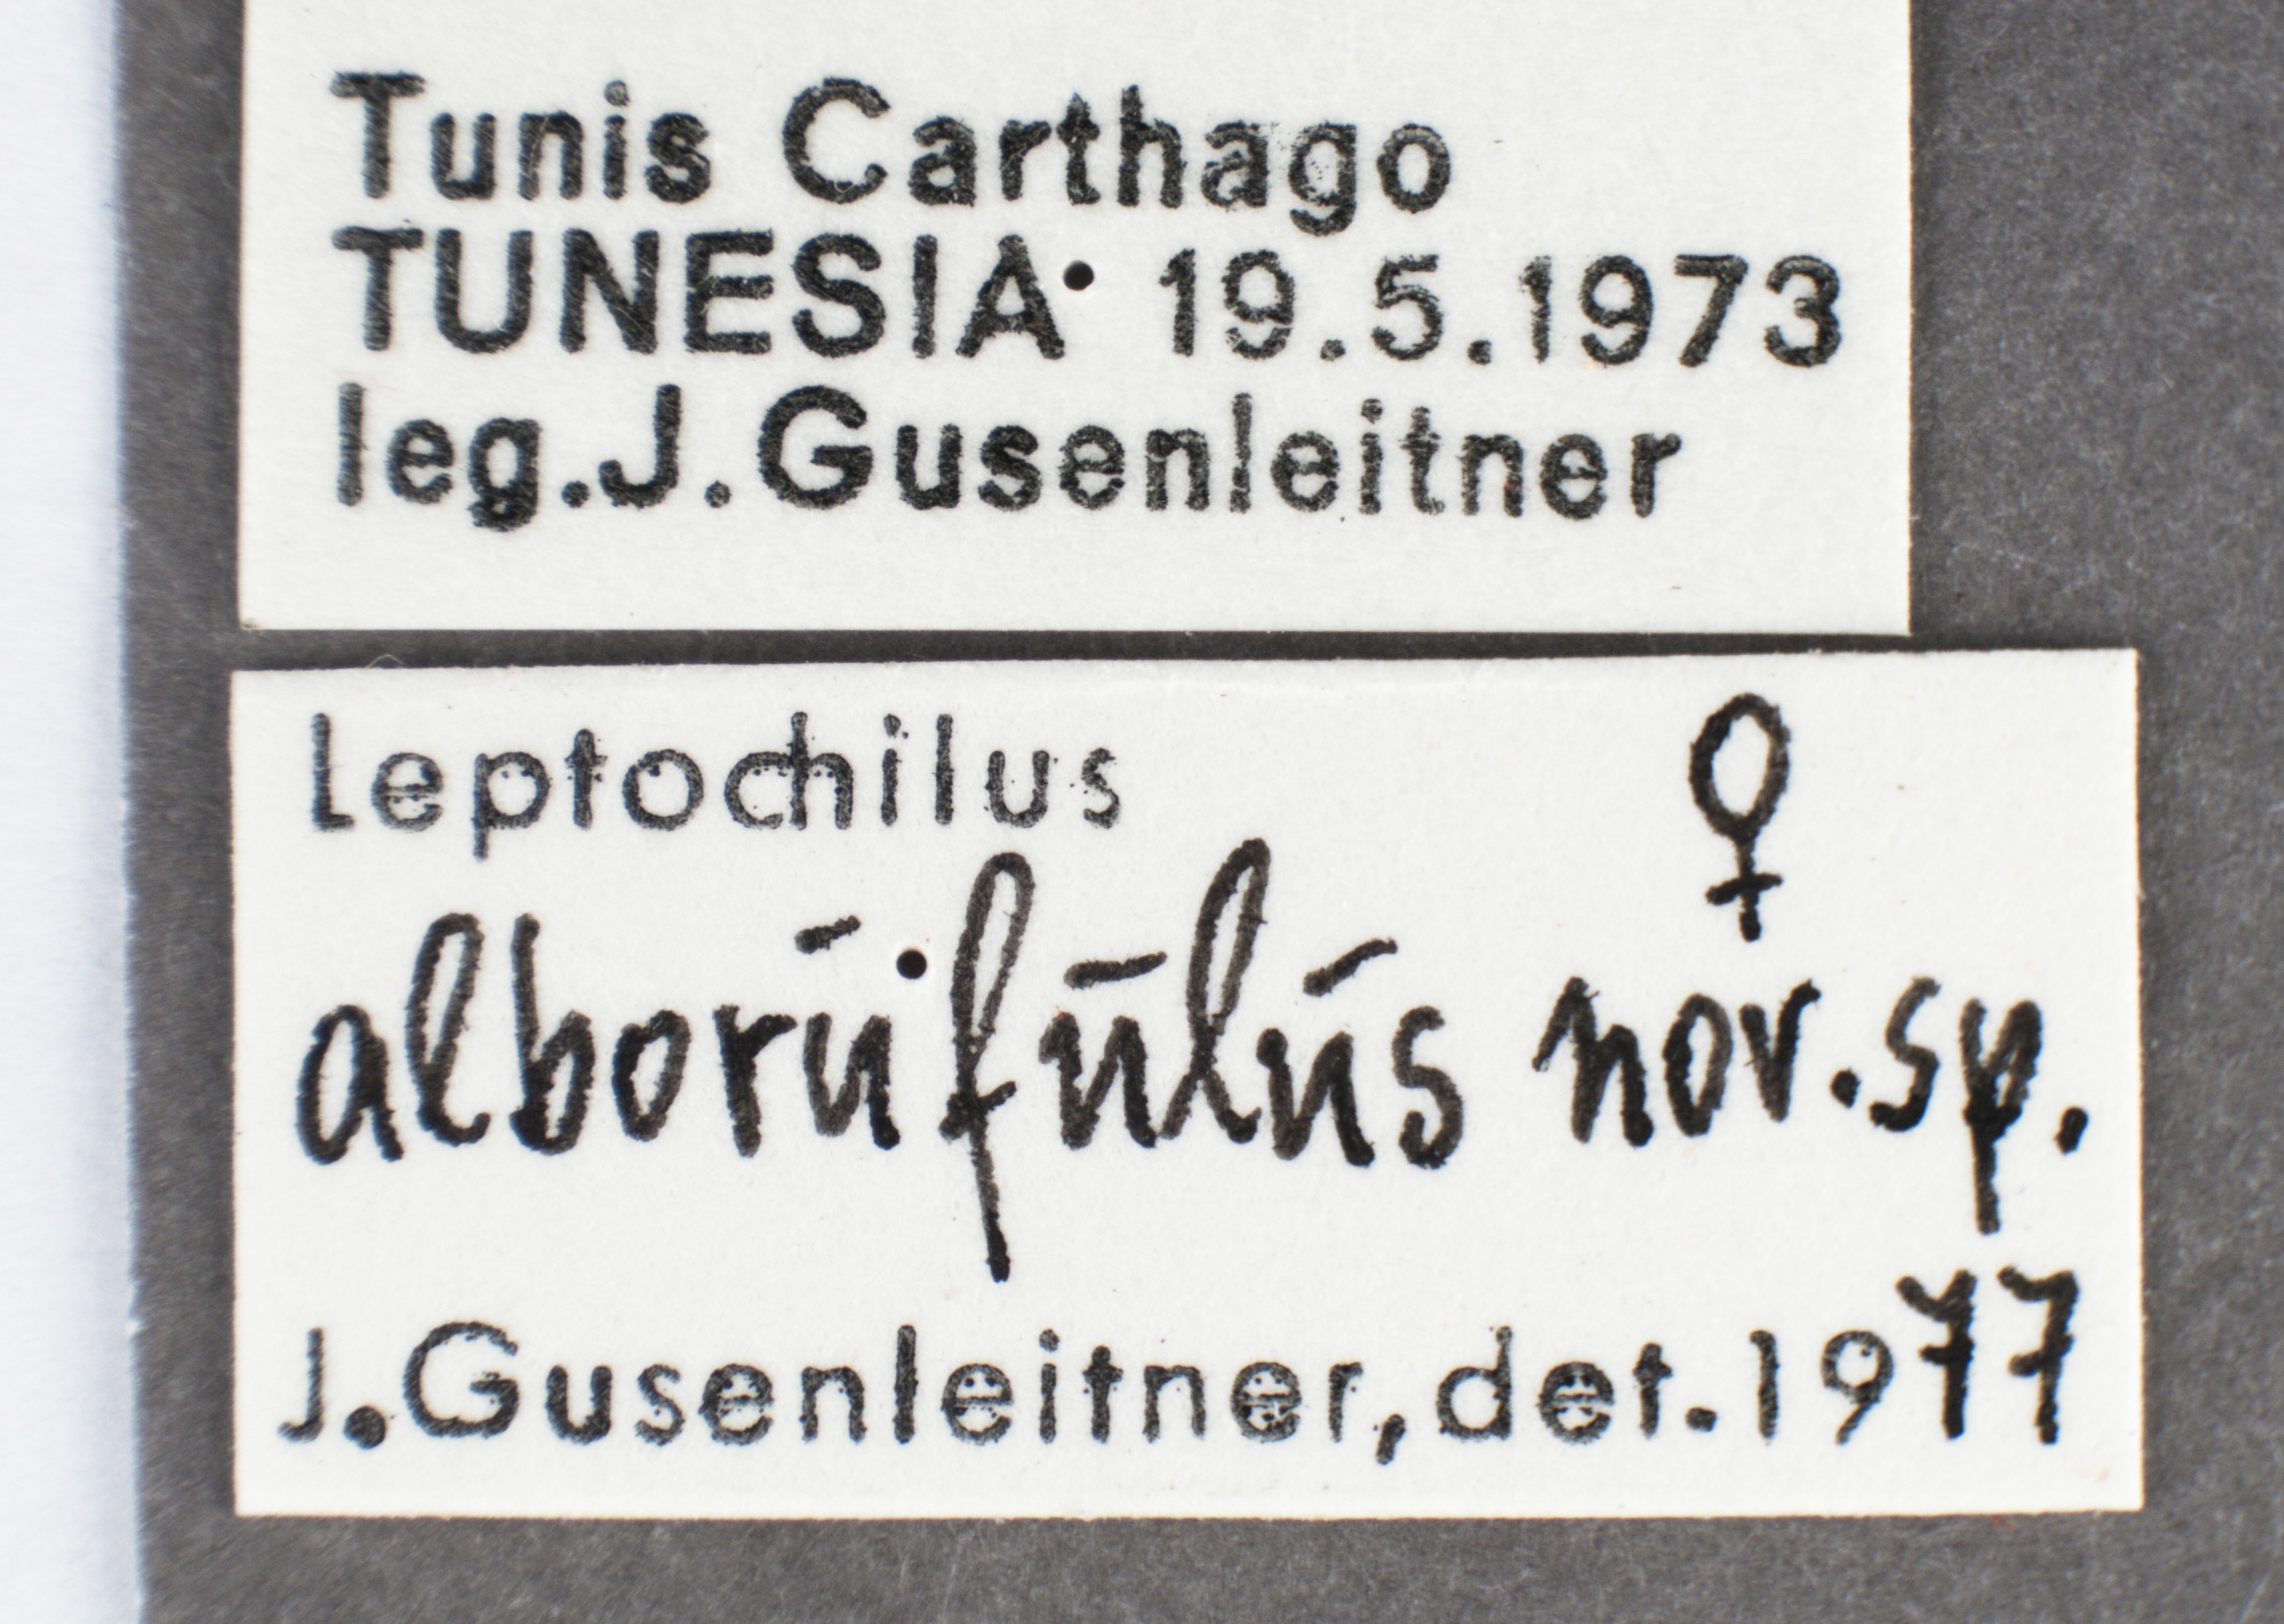 Tunis Carthago
TUNESIA 19.5.1973
leg.J.Gusenleitner
Leptochilus ♀
alborufulus nov.sp.
J.Gusenleitner,det.1977